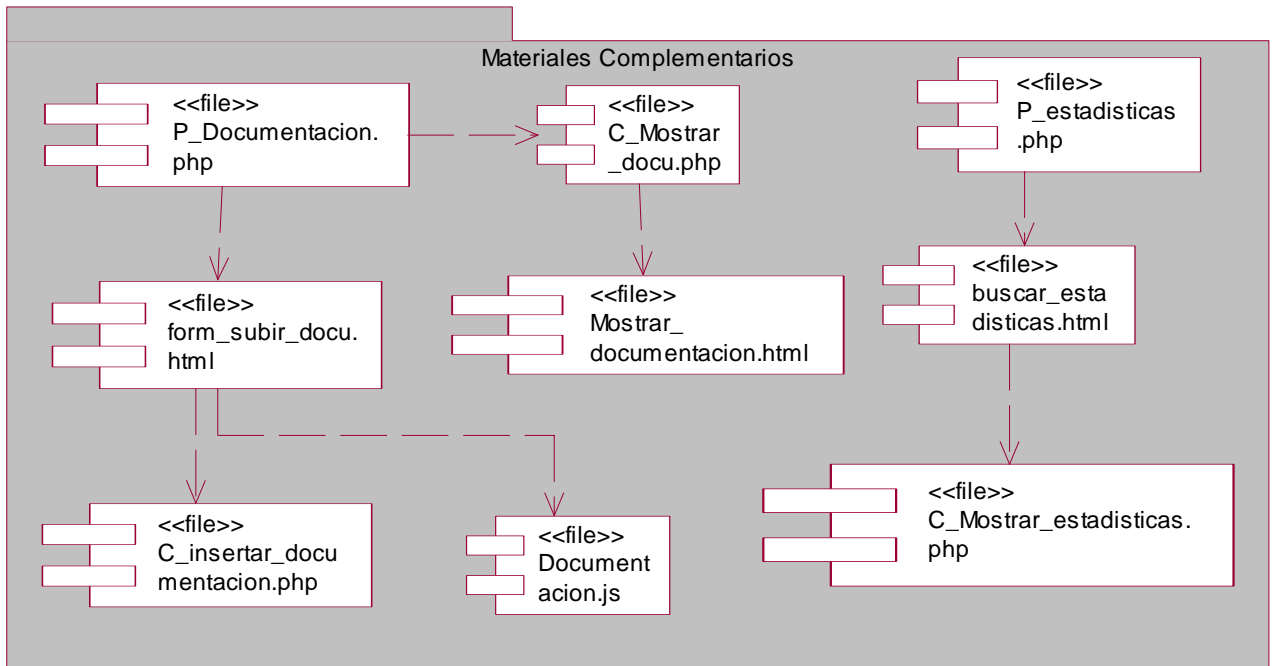 Materiales Complementarios
<<file>>
P_Documentacion.
php
<<file>>
C_Mostrar
_docu.php
<<file>>
P_estadisticas
.php
<<file>>
form_subir_docu.
html
<<file>>
Mostrar_
documentacion.html
<<file>>
buscar_esta
disticas.html
<<file>>
C_insertar_docu
mentacion.php
<<file>>
Document
acion.js
<<file>>
C_Mostrar_estadisticas.
php